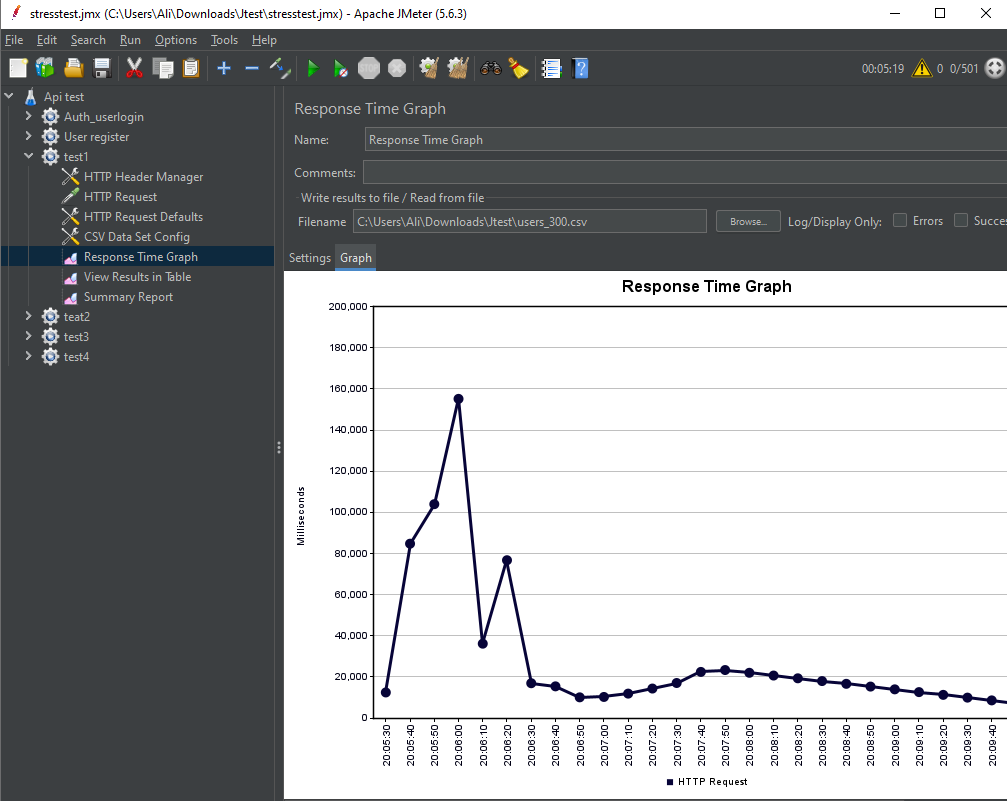 stresstest.jmx (C:\Users\Ali\Downloads\Jtest\stresstest.jmx) - Apache JMeter (5.6.3)
File Edit Search Run Options Tools Help
STOP 00:05:19 0 0/501
Api test
Auth_userlogin
User register
test1
HTTP Header Manager
HTTP Request
HTTP Request Defaults
CSV Data Set Config
Response Time Graph
View Results in Table
Summary Report
teat2
test3
test4
Response Time Graph
Name: Response Time Graph
Comments:
Write results to file / Read from file
Filename C:\Users\Ali\Downloads\Jtest\users_300.csv Browse... Log/Display Only: Errors Succes
Settings Graph
Response Time Graph
200,000
180,000
160,000
140,000
120,000
100,000
80,000
60,000
40,000
20,000
0
Milliseconds
20:05:30 20:05:40 20:05:50 20:06:00 20:06:10 20:06:20 20:06:30 20:06:40 20:06:50 20:07:00 20:07:10 20:07:20 20:07:30 20:07:40 20:07:50 20:08:00 20:08:10 20:08:20 20:08:30 20:08:40 20:08:50 20:09:00 20:09:10 20:09:20 20:09:30 20:09:40
HTTP Request